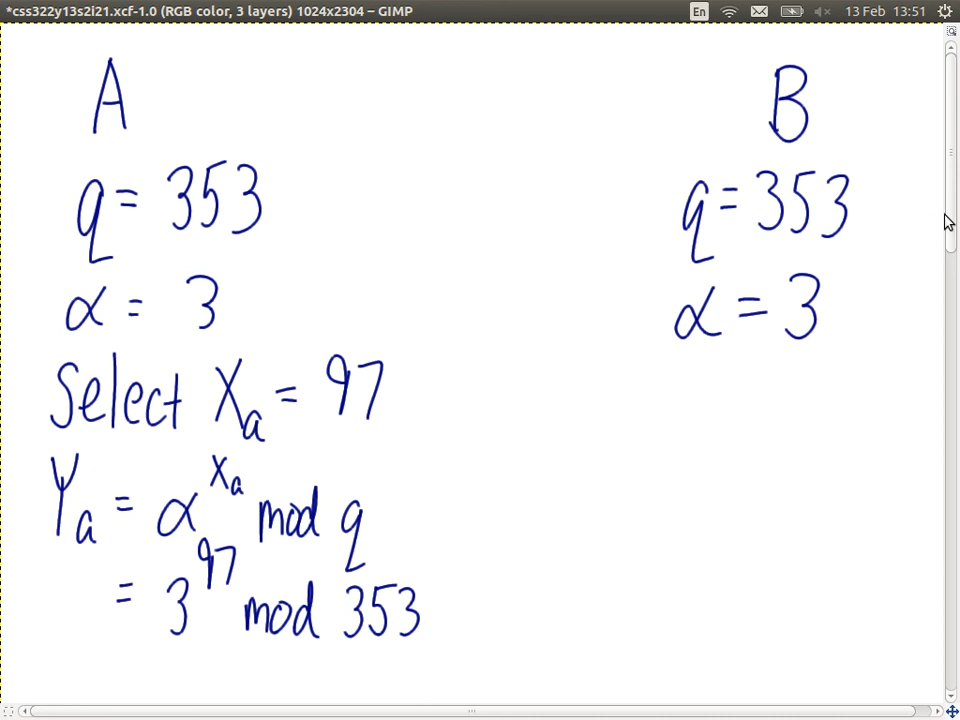 *css322y13s2i21.xcf-1.0 (RGB color, 3 layers) 1024x2304 – GIMP
En
13 Feb 13:51
A
B
q = 353
q = 353
α = 3
α = 3
Select Xa = 97
Ya = α^Xa mod q
= 3^97 mod 353